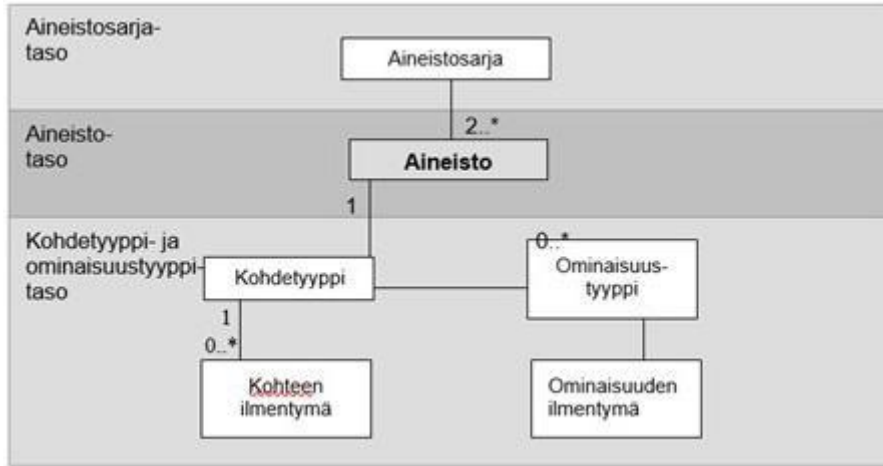 Aineistosarja-
taso
Aineistosarja
2..*
Aineisto-
taso
Aineisto
1
Kohdetyyppi- ja
ominaisuustyyppi-
taso
Kohdetyyppi
0..*
Ominaisuus-
tyyppi
1
0..*
Kohteen
ilmentymä
Ominaisuuden
ilmentymä